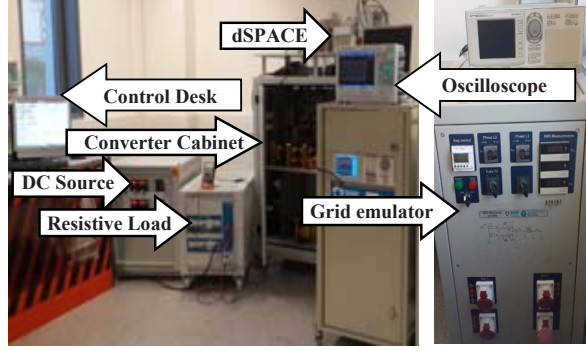 dSPACE
Control Desk
Oscilloscope
Converter Cabinet
DC Source
Resistive Load
Grid emulator